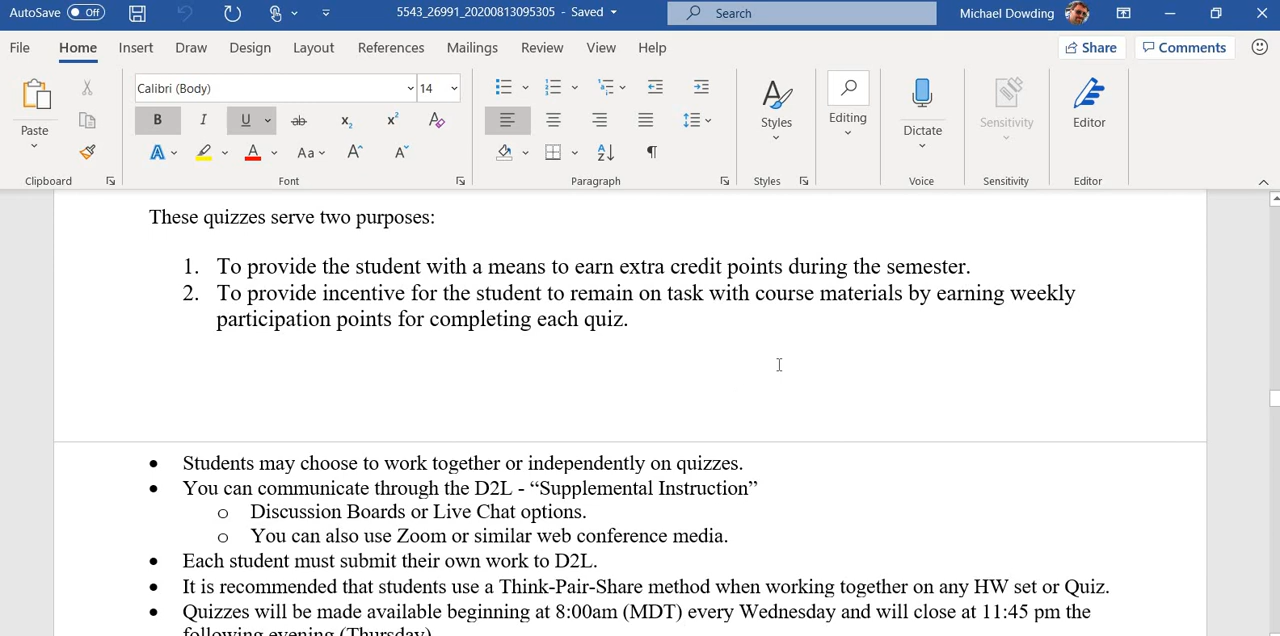 AutoSave Off 5543_26991_20200813095305 - Saved Search Michael Dowding
File Home Insert Draw Design Layout References Mailings Review View Help Share Comments
Calibri (Body) 14
Paste B I U ab x₂ x² A Styles Editing Dictate Sensitivity Editor
A A Aa A A A Z ¶
Clipboard Font Paragraph Styles Voice Sensitivity Editor
These quizzes serve two purposes:
1. To provide the student with a means to earn extra credit points during the semester.
2. To provide incentive for the student to remain on task with course materials by earning weekly
participation points for completing each quiz.
• Students may choose to work together or independently on quizzes.
• You can communicate through the D2L - “Supplemental Instruction”
o Discussion Boards or Live Chat options.
o You can also use Zoom or similar web conference media.
• Each student must submit their own work to D2L.
• It is recommended that students use a Think-Pair-Share method when working together on any HW set or Quiz.
• Quizzes will be made available beginning at 8:00am (MDT) every Wednesday and will close at 11:45 pm the
following evening (Thursday)